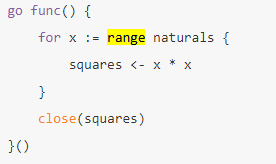 go func() {
    for x := range naturals {
        squares <- x * x
    }
    close(squares)
}()